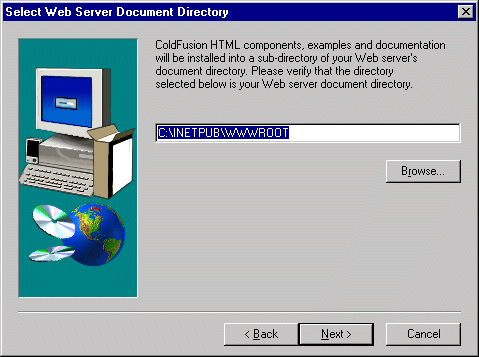 Select Web Server Document Directory
ColdFusion HTML components, examples and documentation
will be installed into a sub-directory of your Web server's
document directory. Please verify that the directory
selected below is your Web server document directory.
C:\INETPUB\WWWROOT
Browse...
< Back
Next >
Cancel